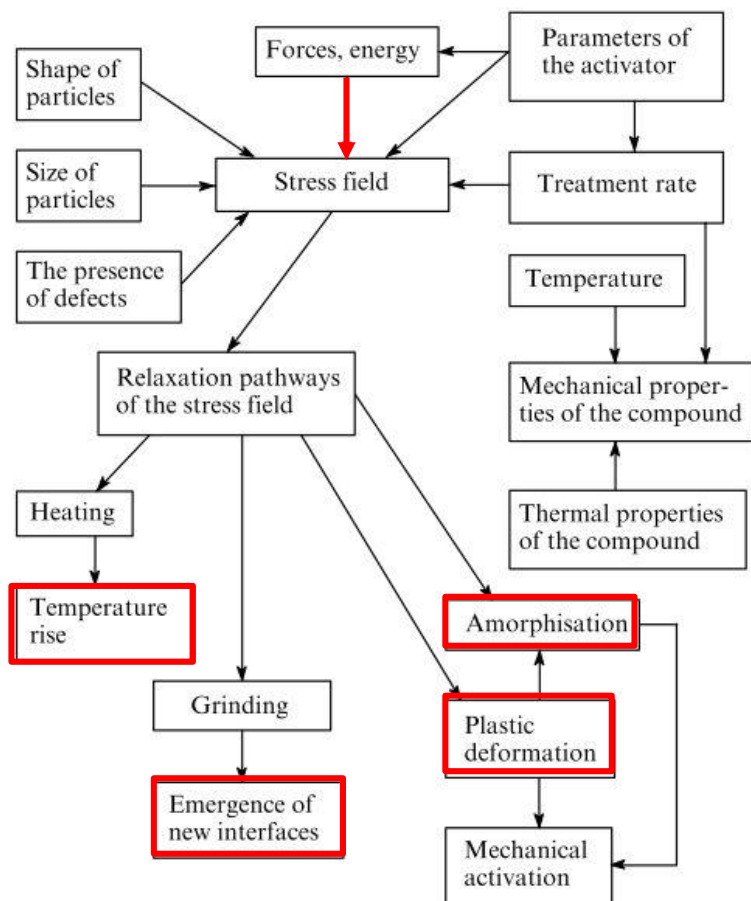 Forces, energy
Parameters of
the activator
Shape of
particles
Size of
particles
Stress field
Treatment rate
The presence
of defects
Temperature
Relaxation pathways
of the stress field
Mechanical proper-
ties of the compound
Heating
Thermal properties
of the compound
Temperature
rise
Amorphisation
Grinding
Plastic
deformation
Emergence of
new interfaces
Mechanical
activation